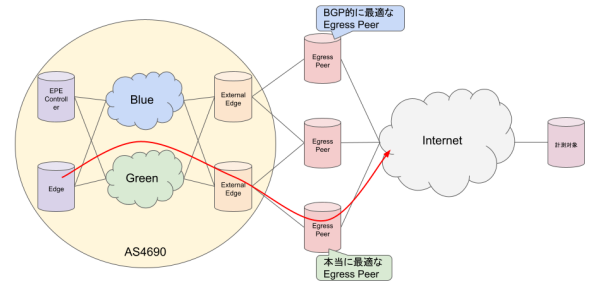 BGP的に最適な
Egress Peer
EPE
Controll
er
Blue
External
Edge
Egress
Peer
Egress
Peer
Internet
計測対象
Edge
Green
External
Edge
Egress
Peer
AS4690
本当に最適な
Egress Peer